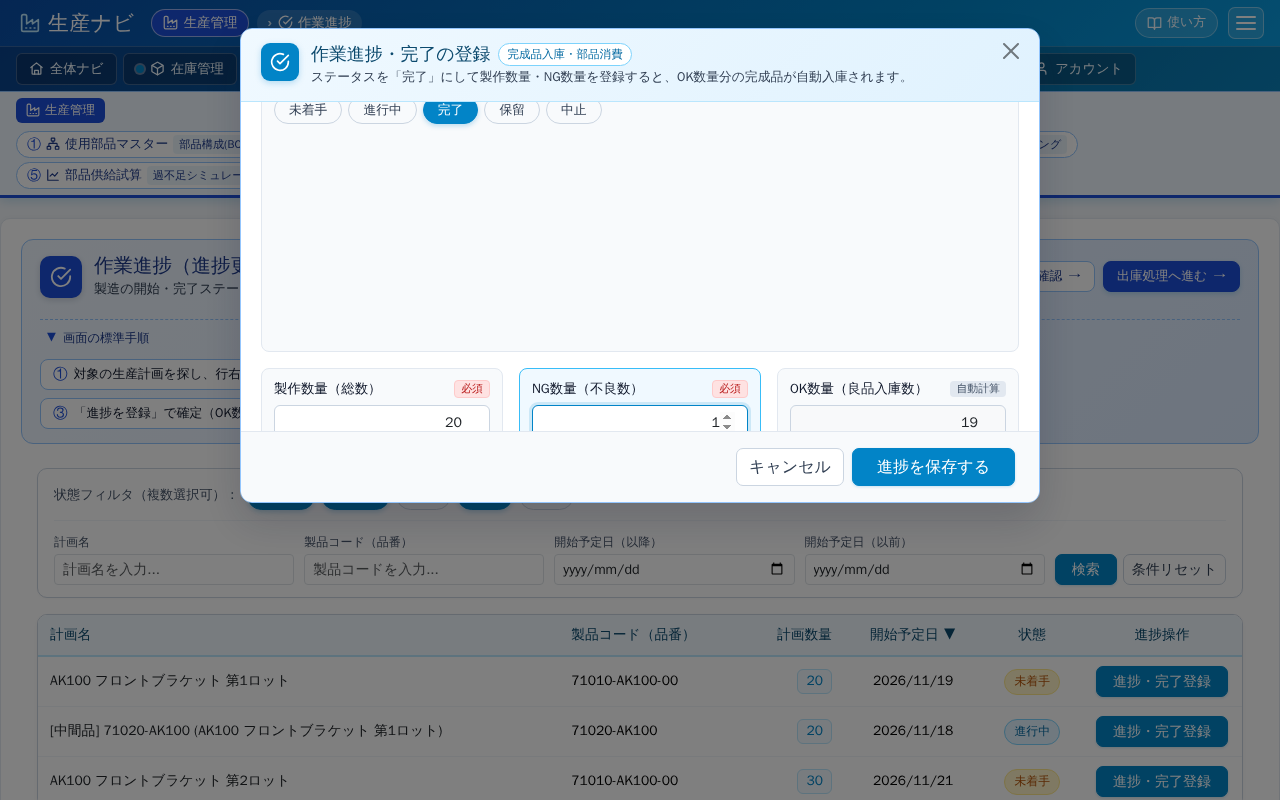 生産ナビ
生産管理
› 作業進捗
使い方
全体ナビ
在庫管理
アカウント
生産管理
① 使用部品マスター 部品構成(BO
ング
⑤ 部品供給試算 過不足シミュレー
作業進捗・完了の登録 完成品入庫・部品消費
ステータスを「完了」にして製作数量・NG数量を登録すると、OK数量分の完成品が自動入庫されます。
未着手 進行中 完了 保留 中止
製作数量（総数） 必須
20
NG数量（不良数） 必須
1
OK数量（良品入庫数） 自動計算
19
キャンセル 進捗を保存する
作業進捗（進捗
製造の開始・完了ステー
確認 → 出庫処理へ進む →
▼ 画面の標準手順
① 対象の生産計画を探し、行右
③ 「進捗を登録」で確定（OK数
状態フィルタ（複数選択可）：
計画名 製品コード（品番） 開始予定日（以降） 開始予定日（以前）
計画名を入力... 製品コードを入力... yyyy/mm/dd yyyy/mm/dd 検索 条件リセット
計画名 製品コード（品番） 計画数量 開始予定日 ▼ 状態 進捗操作
AK100 フロントブラケット 第1ロット 71010-AK100-00 20 2026/11/19 未着手 進捗・完了登録
[中間品] 71020-AK100 (AK100 フロントブラケット 第1ロット) 71020-AK100 20 2026/11/18 進行中 進捗・完了登録
AK100 フロントブラケット 第2ロット 71010-AK100-00 30 2026/11/21 未着手 進捗・完了登録